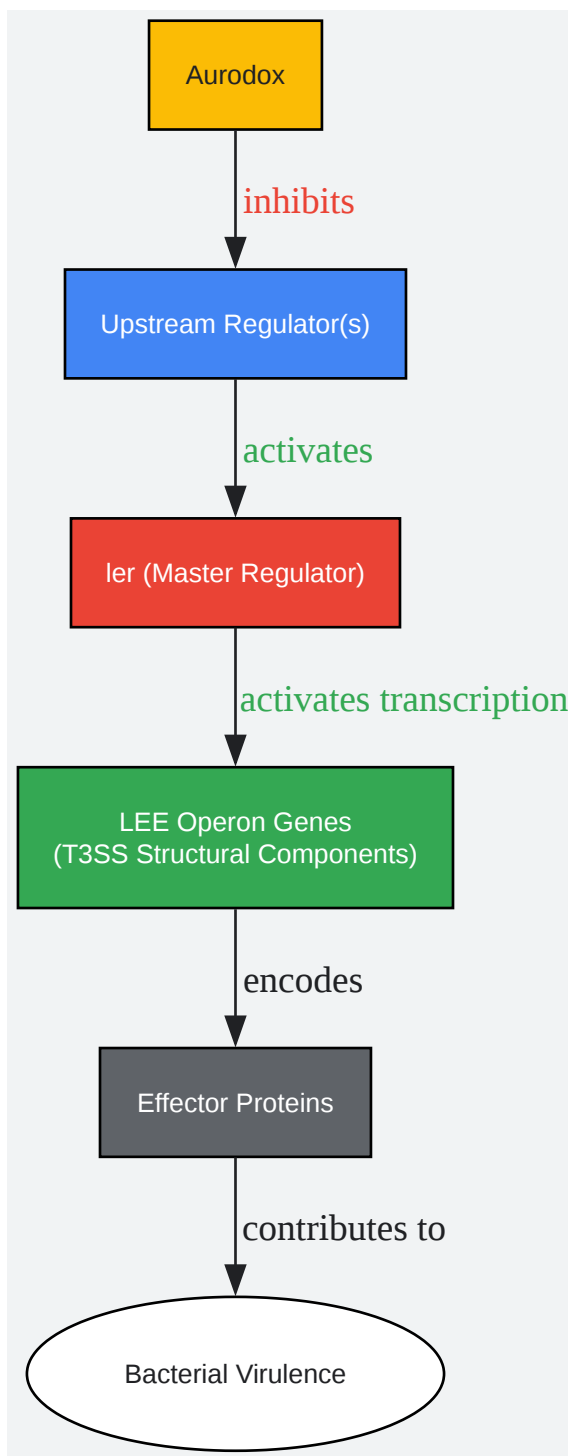 Aurodox
inhibits
Upstream Regulator(s)
activates
ler (Master Regulator)
activates transcription
LEE Operon Genes
(T3SS Structural Components)
encodes
Effector Proteins
contributes to
Bacterial Virulence